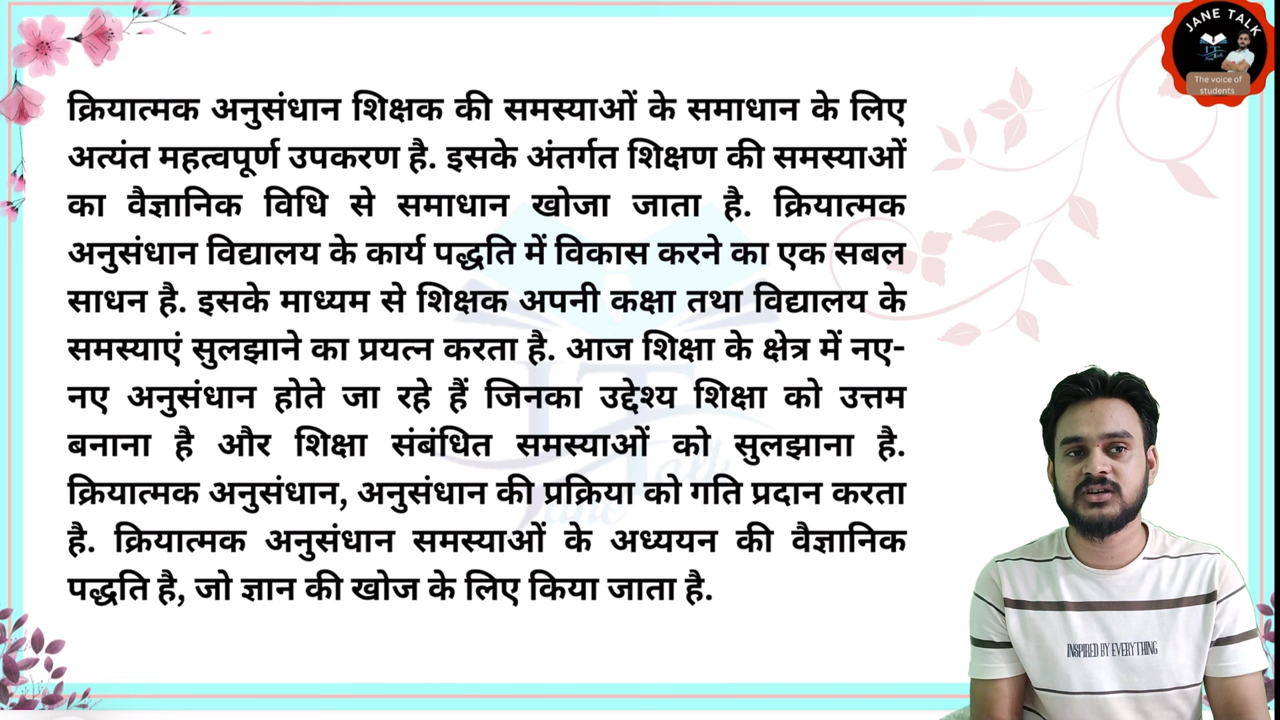 JANE TALK
The voice of
students
क्रियात्मक अनुसंधान शिक्षक की समस्याओं के समाधान के लिए
अत्यंत महत्वपूर्ण उपकरण है. इसके अंतर्गत शिक्षण की समस्याओं
का वैज्ञानिक विधि से समाधान खोजा जाता है. क्रियात्मक
अनुसंधान विद्यालय के कार्य पद्धति में विकास करने का एक सबल
साधन है. इसके माध्यम से शिक्षक अपनी कक्षा तथा विद्यालय के
समस्याएं सुलझाने का प्रयत्न करता है. आज शिक्षा के क्षेत्र में नए-
नए अनुसंधान होते जा रहे हैं जिनका उद्देश्य शिक्षा को उत्तम
बनाना है और शिक्षा संबंधित समस्याओं को सुलझाना है.
क्रियात्मक अनुसंधान, अनुसंधान की प्रक्रिया को गति प्रदान करता
है. क्रियात्मक अनुसंधान समस्याओं के अध्ययन की वैज्ञानिक
पद्धति है, जो ज्ञान की खोज के लिए किया जाता है.
INSPIRED BY EVERYTHING